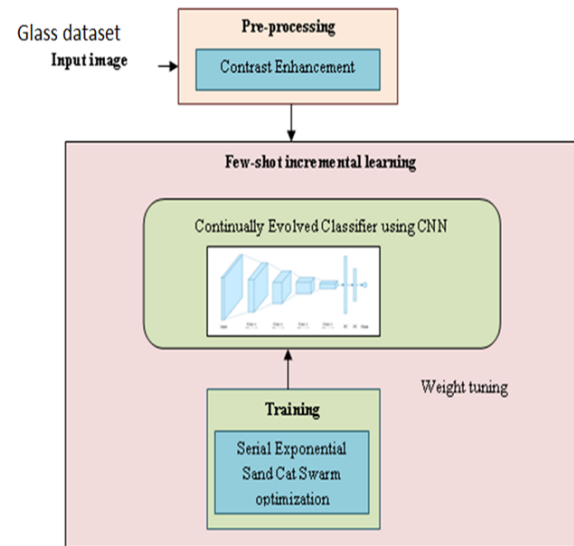 Glass dataset
Input image
Pre-processing
Contrast Enhancement
Few-shot incremental learning
Continually Evolved Classifier using CNN
Weight tuning
Training
Serial Exponential
Sand Cat Swarm
optimization